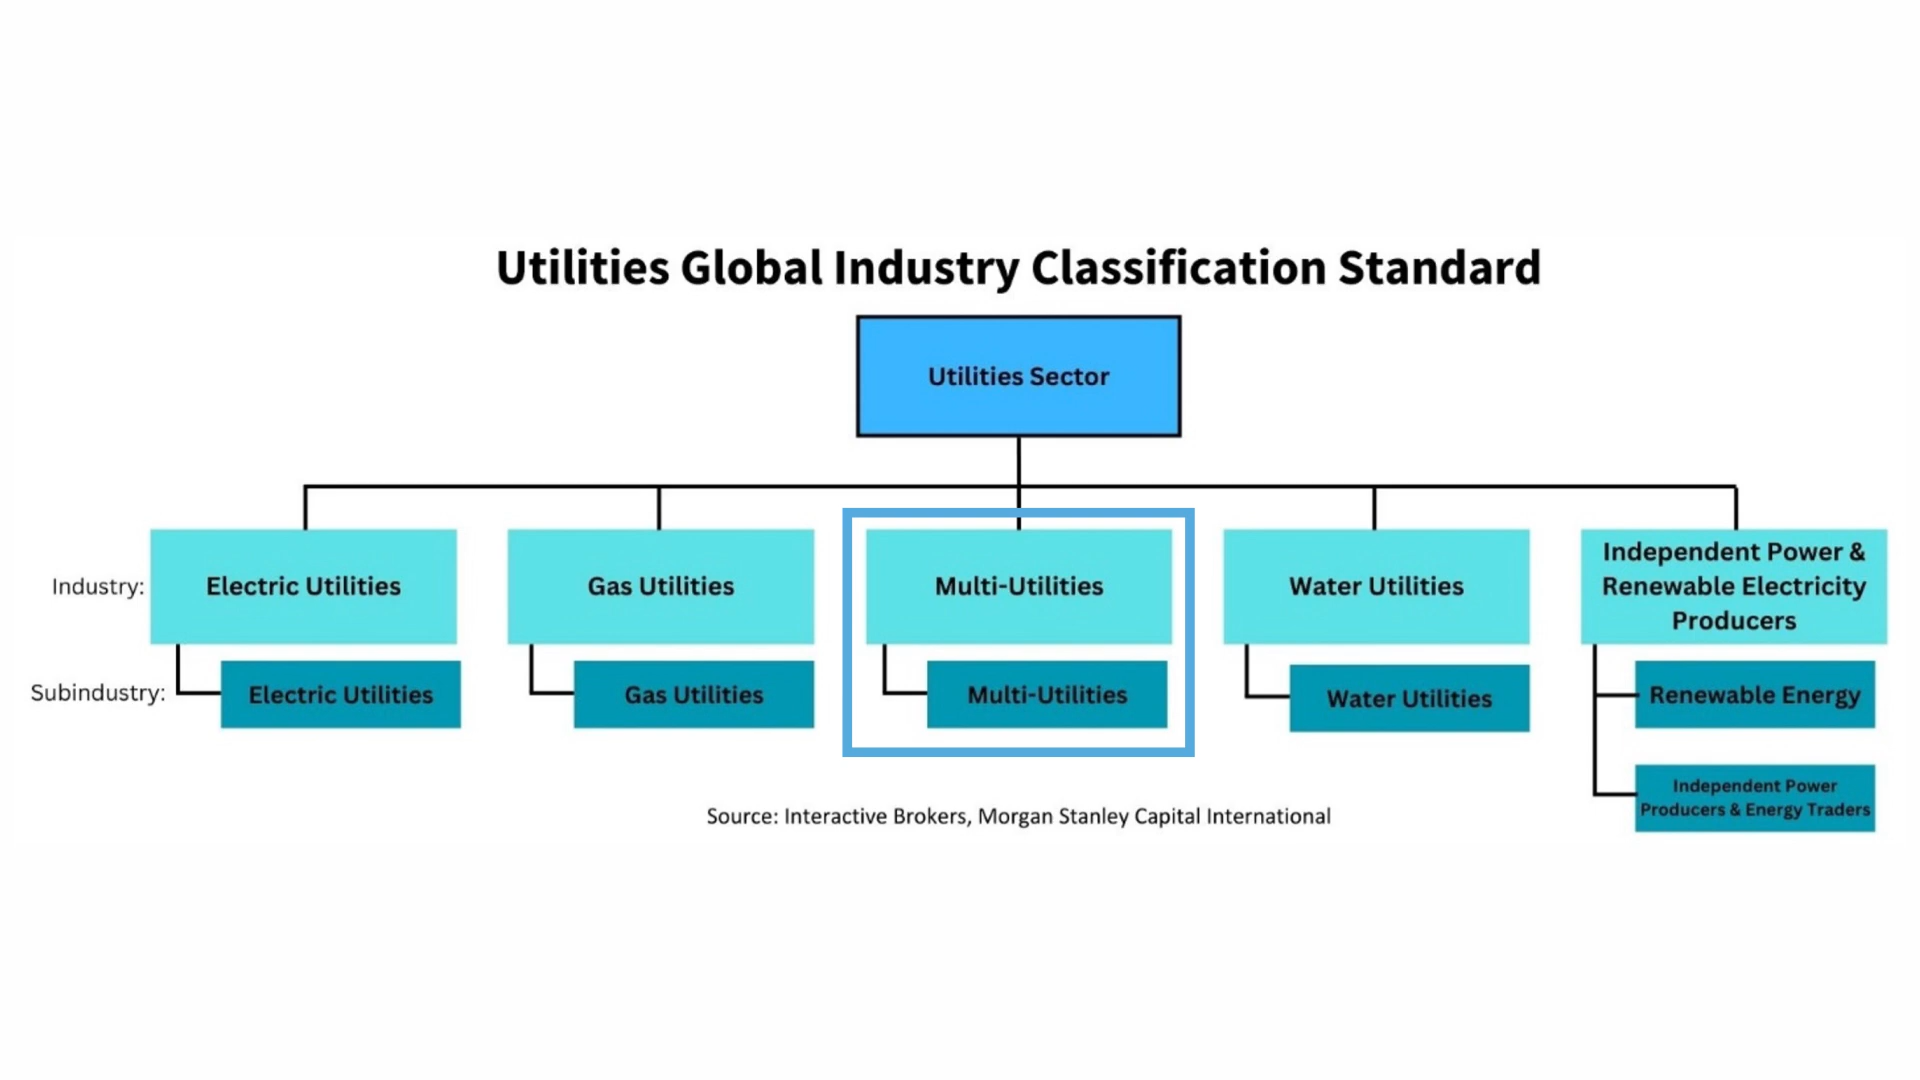 Utilities Global Industry Classification Standard
Utilities Sector
Industry:
Electric Utilities
Gas Utilities
Multi-Utilities
Water Utilities
Independent Power &
Renewable Electricity
Producers
Subindustry:
Electric Utilities
Gas Utilities
Multi-Utilities
Water Utilities
Renewable Energy
Independent Power
Producers & Energy Traders
Source: Interactive Brokers, Morgan Stanley Capital International